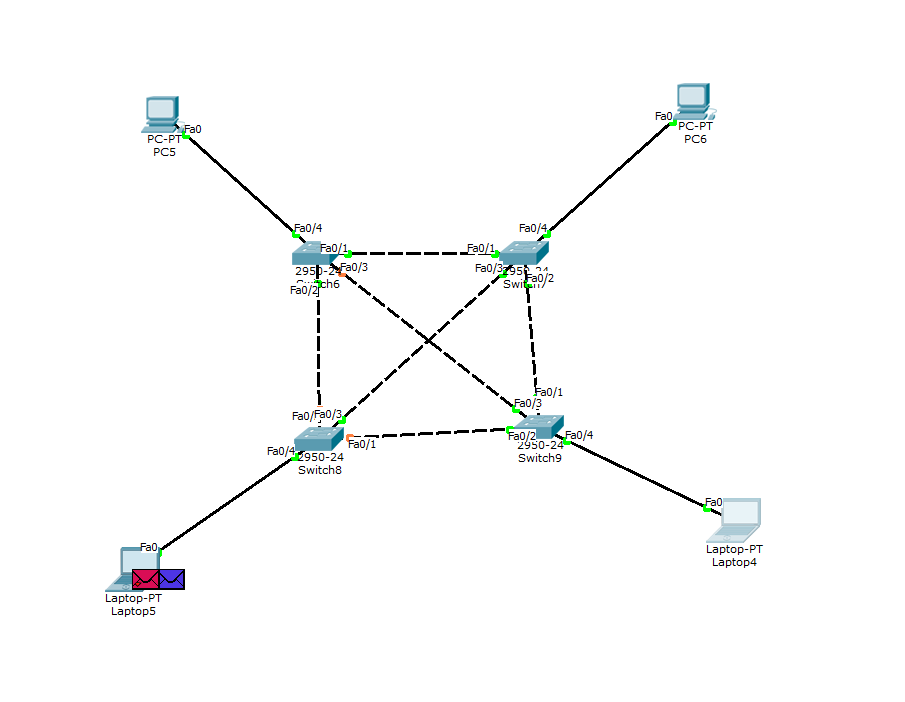 Fa0
PC-PT
PC5
Fa0
PC-PT
PC6
Fa0/4
Fa0/1
Fa0/3
2950-24
Switch6
Fa0/2
Fa0/4
Fa0/1
Fa0/3
2950-24
Fa0/2
Switch7
Fa0/3
Fa0/4
Fa0/1
2950-24
Switch8
Fa0/1
Fa0/3
Fa0/2
Fa0/4
2950-24
Switch9
Fa0
Laptop-PT
Laptop5
Fa0
Laptop-PT
Laptop4